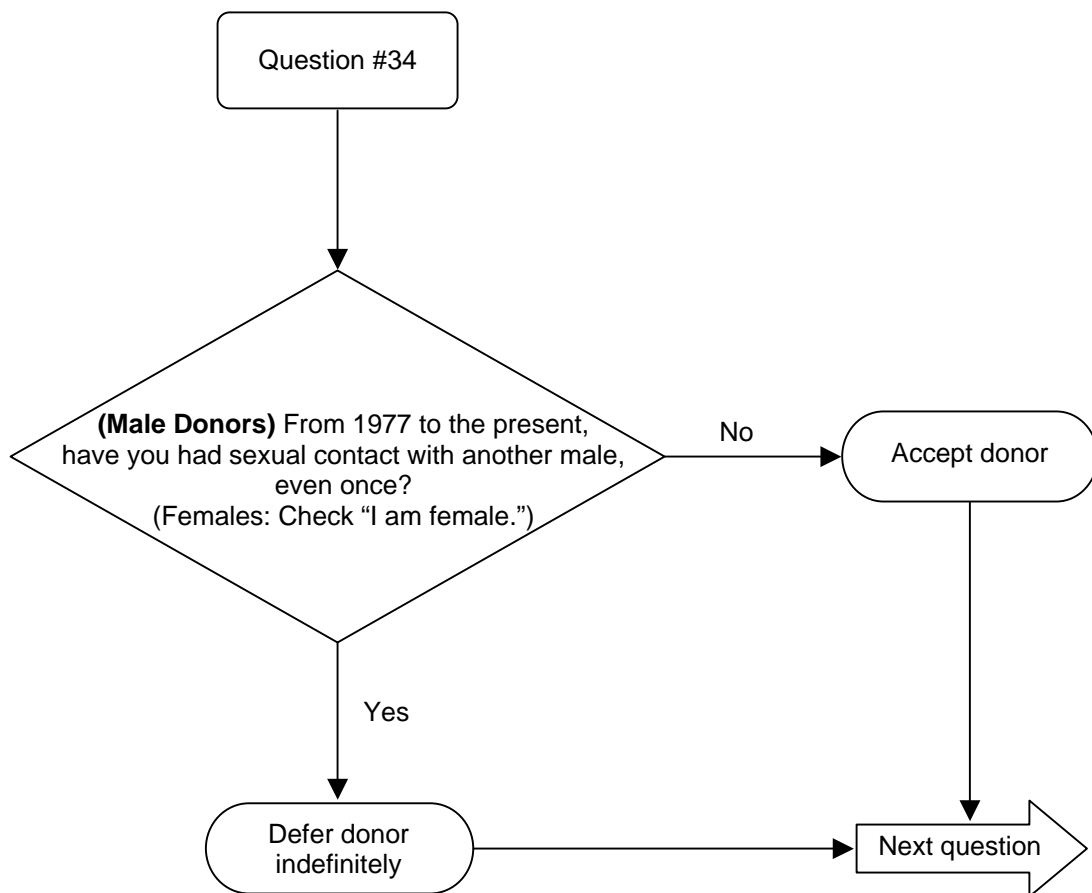 Question #34
(Male Donors) From 1977 to the present,
have you had sexual contact with another male,
even once?
(Females: Check “I am female.”)
No
Accept donor
Yes
Defer donor
indefinitely
Next question